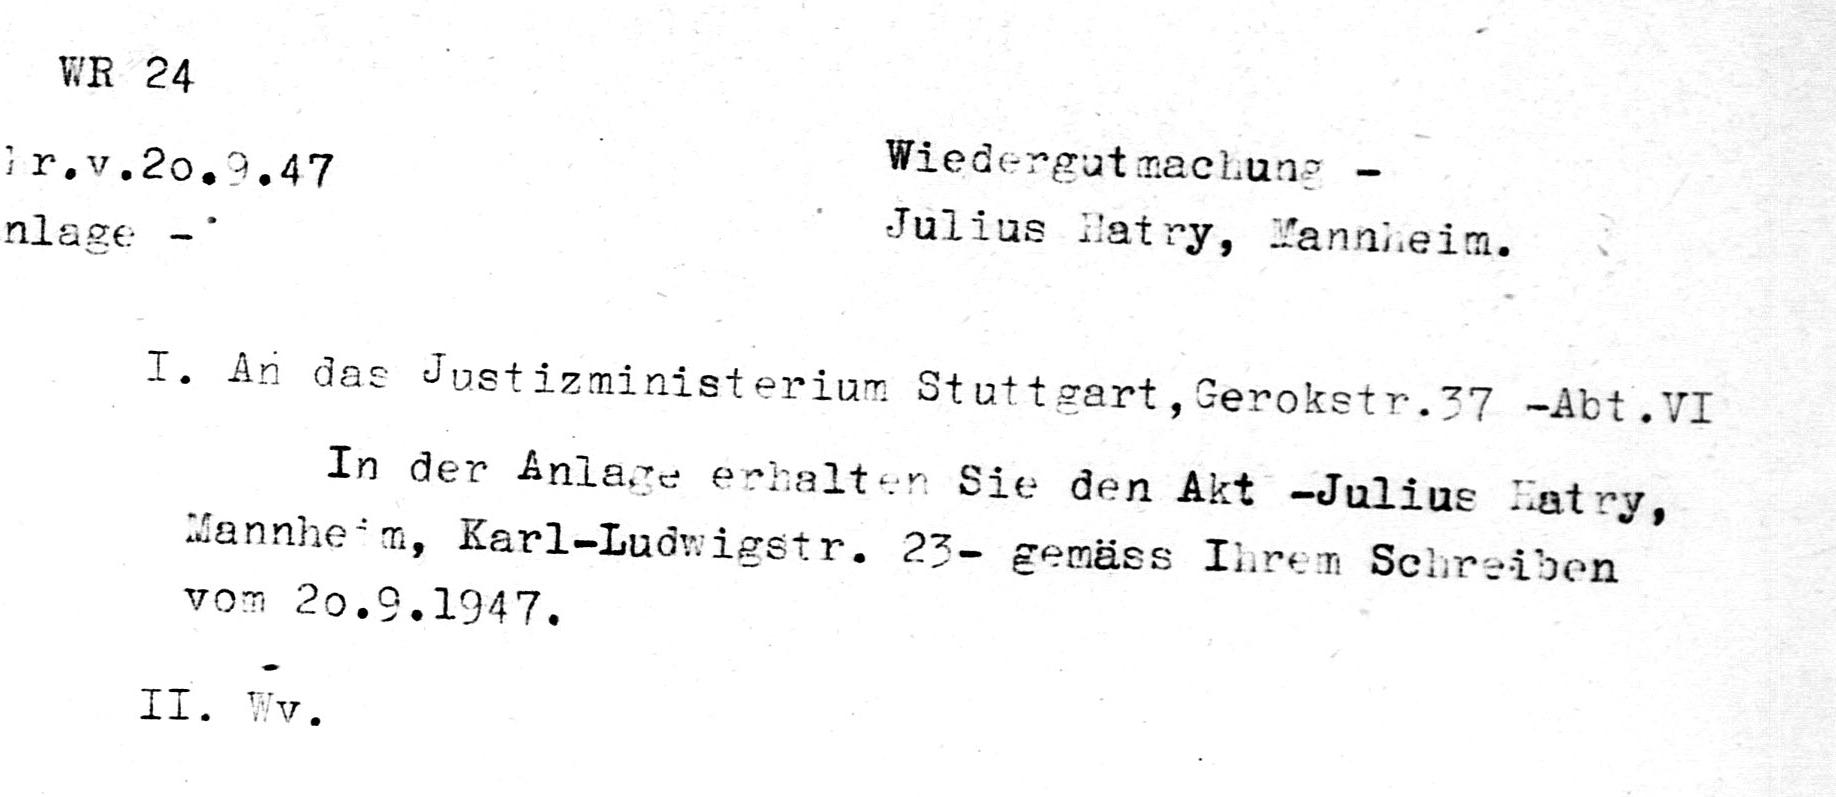 WR 24
hr.v.2o.9.47
Wiedergutmachung -
nlage -
Julius Hatry, Mannheim.
I. An das Justizministerium Stuttgart,Gerokstr.37 -Abt.VI
In der Anlage erhalten Sie den Akt -Julius Hatry,
Mannheim, Karl-Ludwigstr. 23- gemäss Ihrem Schreiben
vom 2o.9.1947.
II. Wv.